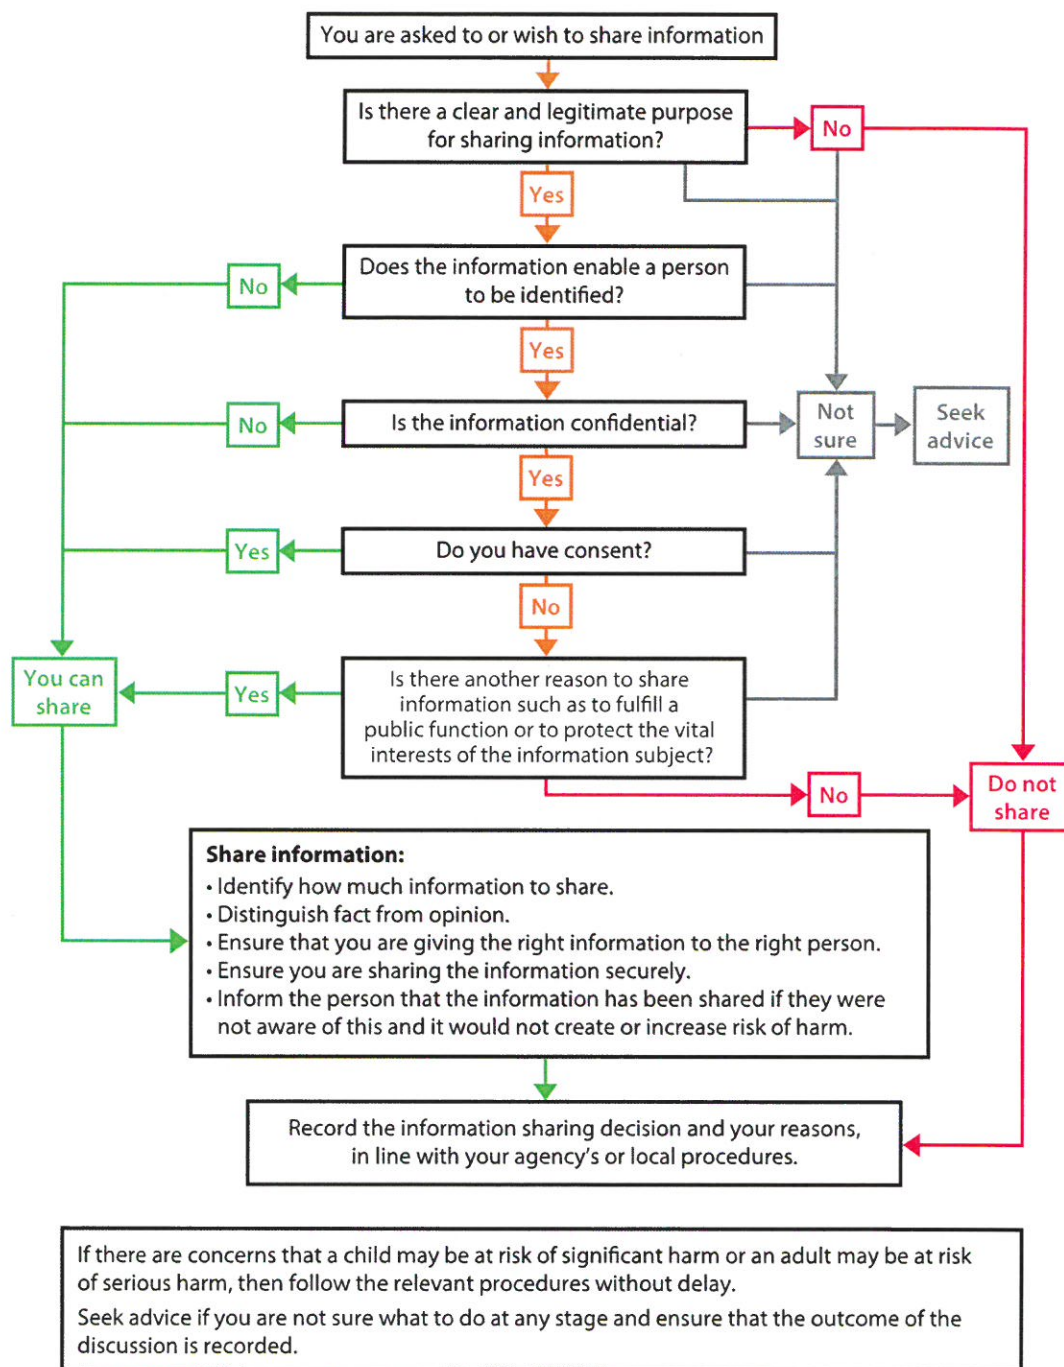 You are asked to or wish to share information
Is there a clear and legitimate purpose
for sharing information?
No
Yes
Does the information enable a person
to be identified?
No
Yes
Is the information confidential?
No
Not
sure
Seek
advice
Yes
Do you have consent?
Yes
No
Is there another reason to share
information such as to fulfill a
public function or to protect the vital
interests of the information subject?
Yes
You can
share
No
Do not
share
Share information:
• Identify how much information to share.
• Distinguish fact from opinion.
• Ensure that you are giving the right information to the right person.
• Ensure you are sharing the information securely.
• Inform the person that the information has been shared if they were
not aware of this and it would not create or increase risk of harm.
Record the information sharing decision and your reasons,
in line with your agency's or local procedures.
If there are concerns that a child may be at risk of significant harm or an adult may be at risk
of serious harm, then follow the relevant procedures without delay.
Seek advice if you are not sure what to do at any stage and ensure that the outcome of the
discussion is recorded.